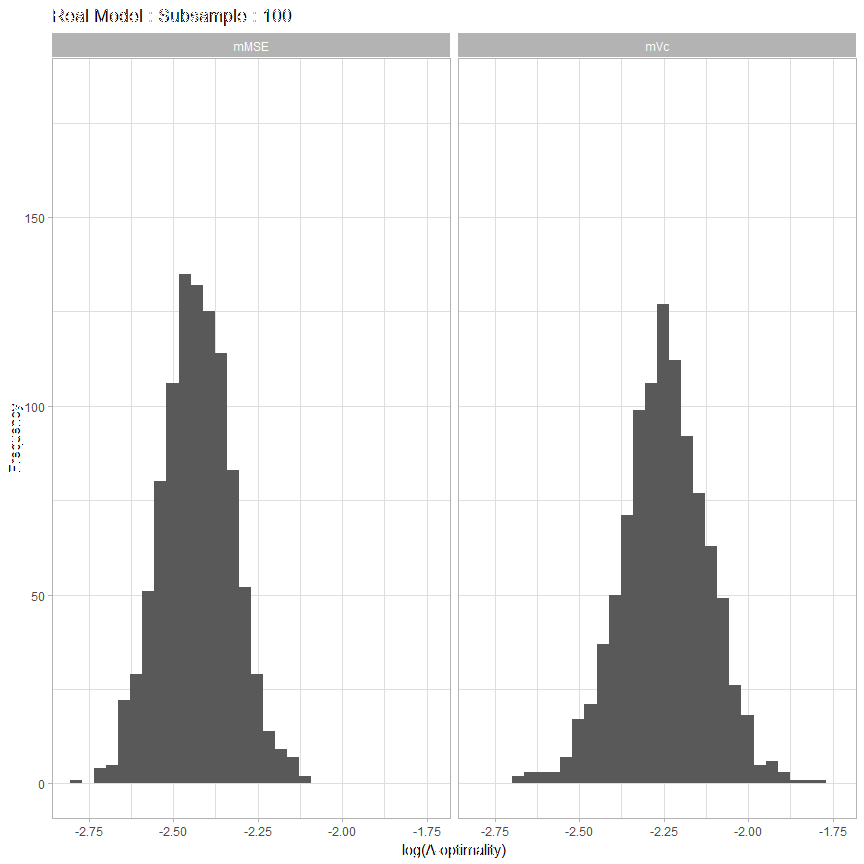 Real Model : Subsample : 100
mMSE mVc
150
100
50
0
Frequency
-2.75 -2.50 -2.25 -2.00 -1.75 -2.75 -2.50 -2.25 -2.00 -1.75
log(A-optimality)